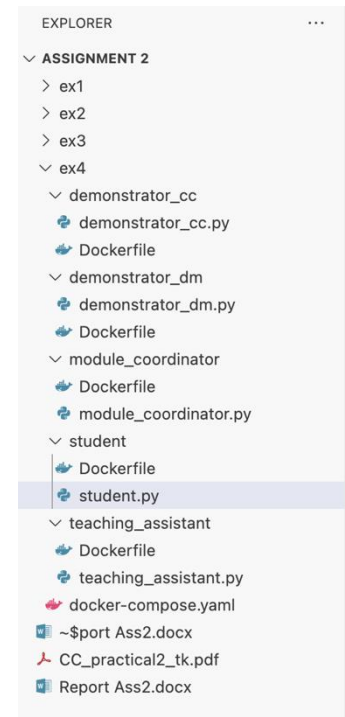 EXPLORER
ASSIGNMENT 2
ex1
ex2
ex3
ex4
demonstrator_cc
demonstrator_cc.py
Dockerfile
demonstrator_dm
demonstrator_dm.py
Dockerfile
module_coordinator
Dockerfile
module_coordinator.py
student
Dockerfile
student.py
teaching_assistant
Dockerfile
teaching_assistant.py
docker-compose.yaml
~$port Ass2.docx
CC_practical2_tk.pdf
Report Ass2.docx